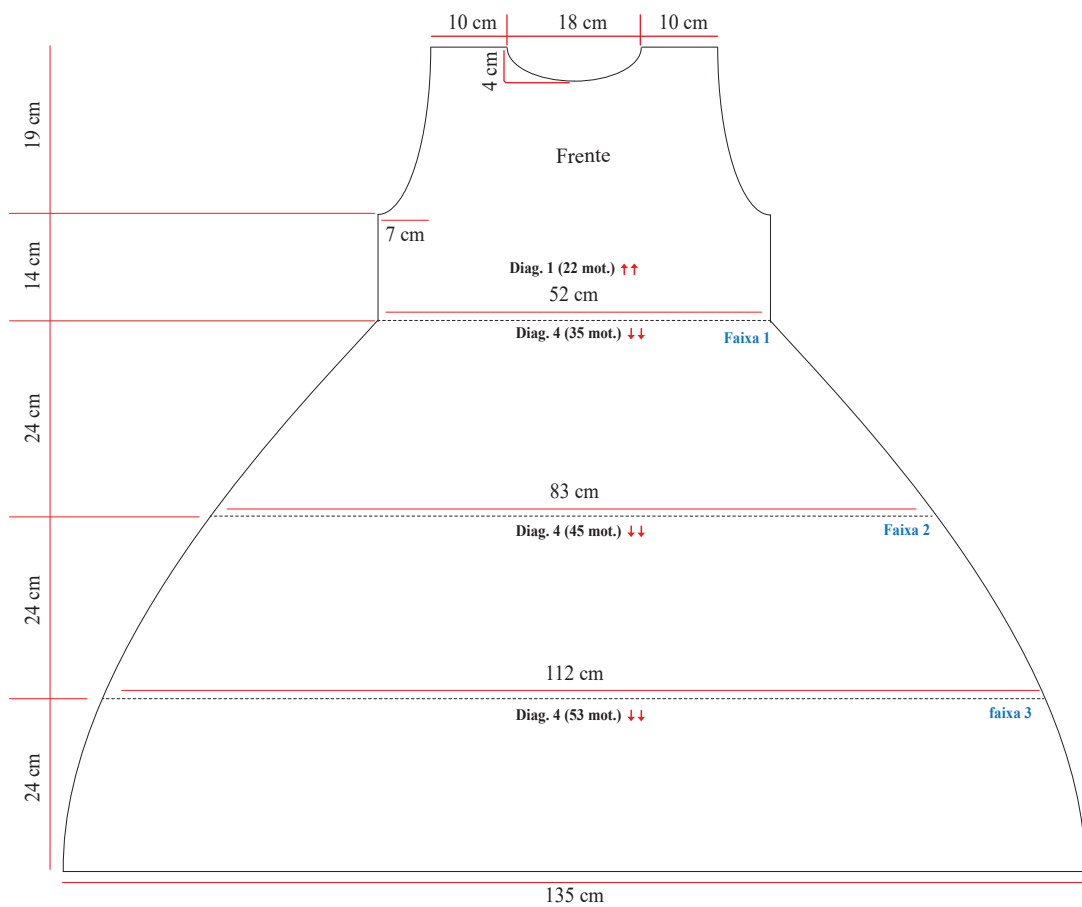 10 cm
18 cm
10 cm
4 cm
19 cm
Frente
7 cm
14 cm
Diag. 1 (22 mot.) ↑↑
52 cm
Diag. 4 (35 mot.) ↓↓
Faixa 1
24 cm
83 cm
Diag. 4 (45 mot.) ↓↓
Faixa 2
24 cm
112 cm
Diag. 4 (53 mot.) ↓↓
faixa 3
24 cm
135 cm